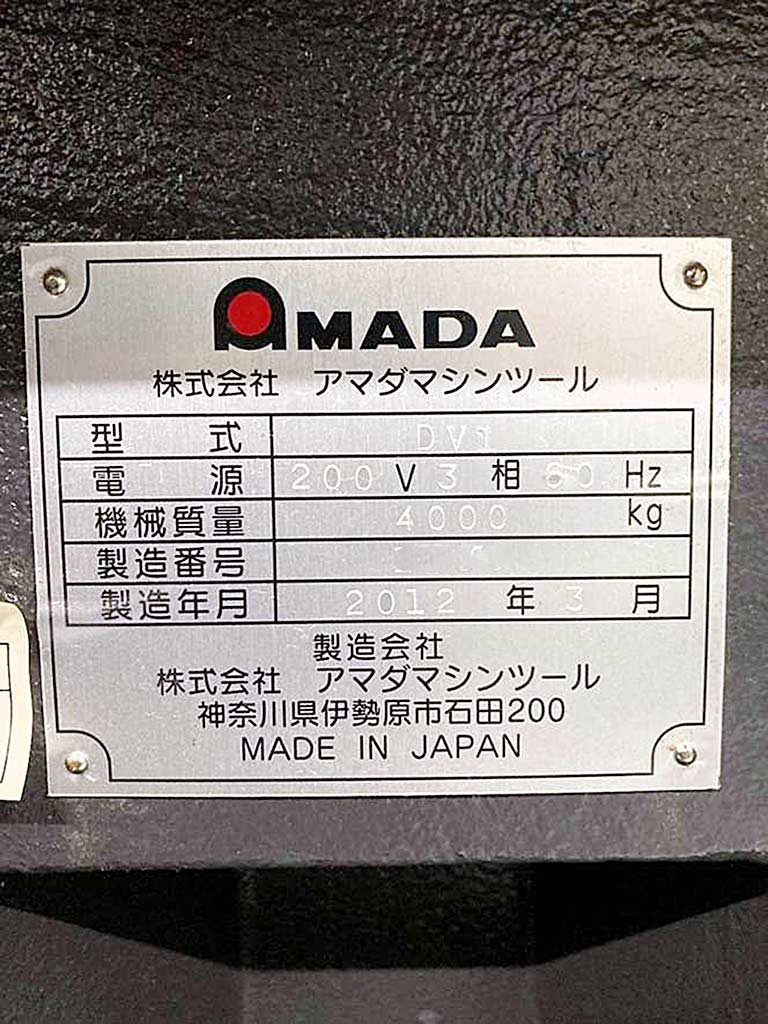 AMADA
株式会社 アマダマシンツール
型式 DV1
電源 200 V 3 相 60 Hz
機械質量 4000 kg
製造番号
製造年月 2012 年 3 月
製造会社
株式会社 アマダマシンツール
神奈川県伊勢原市石田200
MADE IN JAPAN